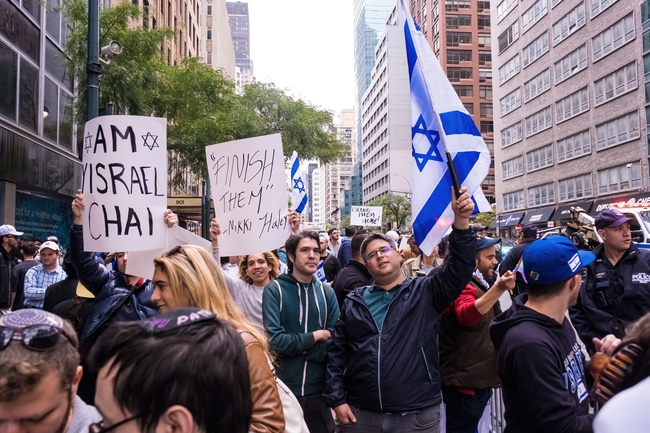 AM
YISRAEL
CHAI
"FINISH
THEM"
- Nikki Haley
POLICE